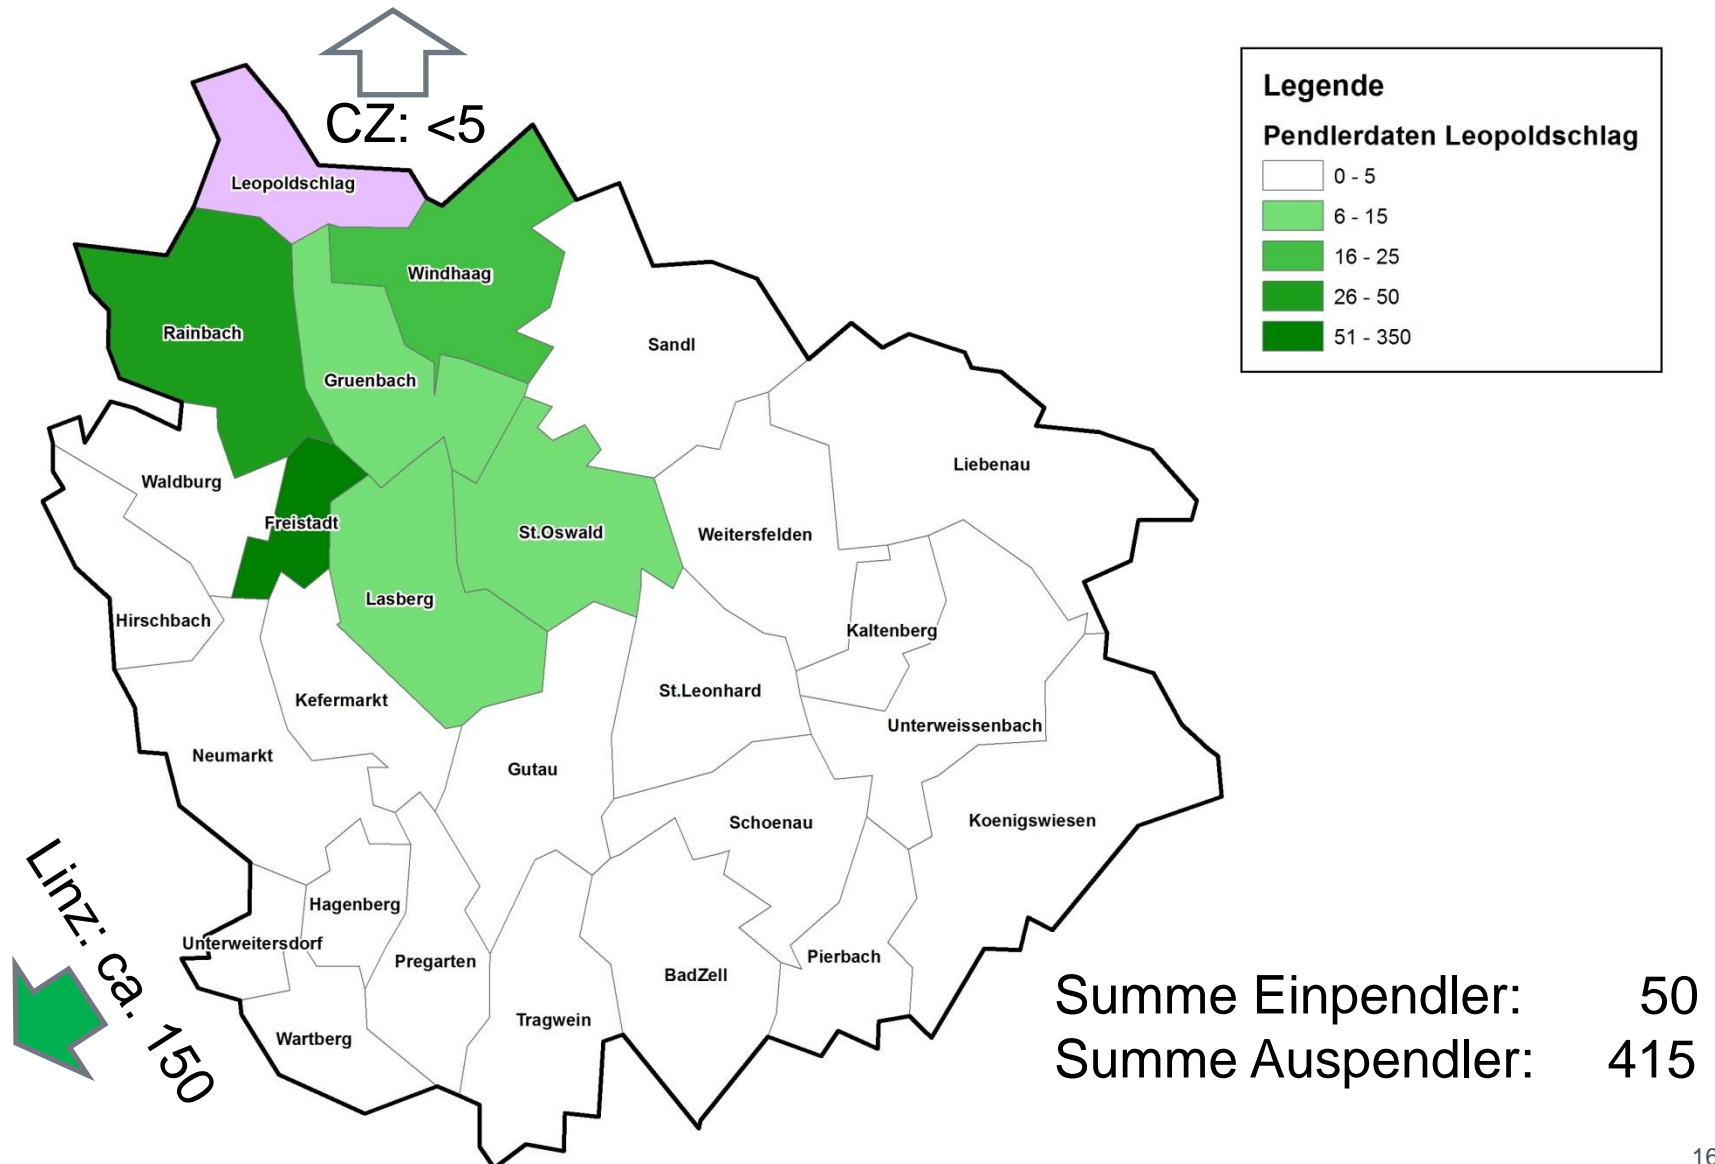 CZ: <5
Legende
Pendlerdaten Leopoldschlag
0 - 5
6 - 15
16 - 25
26 - 50
51 - 350
Leopoldschlag
Windhaag
Rainbach
Sandl
Gruenbach
Liebenau
Waldburg
Freistadt
St.Oswald
Weitersfelden
Lasberg
Hirschbach
Kaltenberg
Kefermarkt
St.Leonhard
Unterweissenbach
Neumarkt
Gutau
Schoenau
Koenigswiesen
Hagenberg
Unterweitersdorf
Pregarten
Pierbach
BadZell
Tragwein
Wartberg
Linz: ca. 150
Summe Einpendler: 50
Summe Auspendler: 415
16